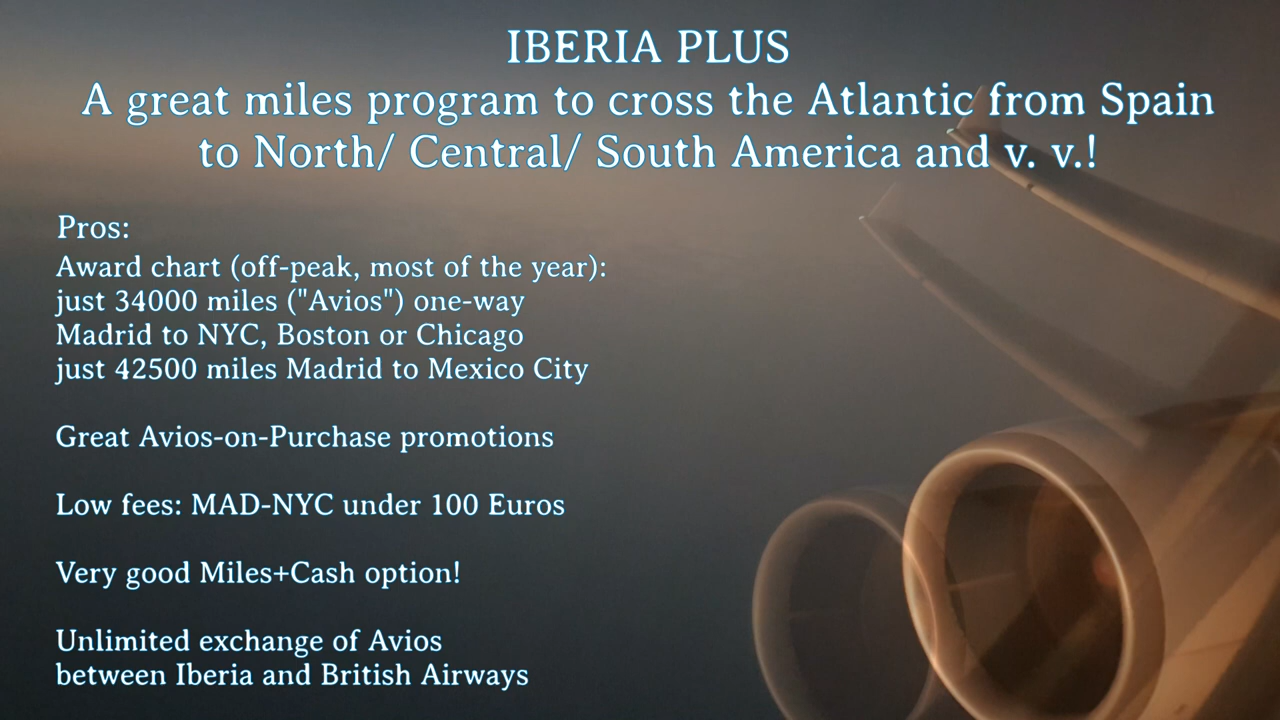 IBERIA PLUS
A great miles program to cross the Atlantic from Spain
to North/ Central/ South America and v. v.!
Pros:
Award chart (off-peak, most of the year):
just 34000 miles ("Avios") one-way
Madrid to NYC, Boston or Chicago
just 42500 miles Madrid to Mexico City
Great Avios-on-Purchase promotions
Low fees: MAD-NYC under 100 Euros
Very good Miles+Cash option!
Unlimited exchange of Avios
between Iberia and British Airways